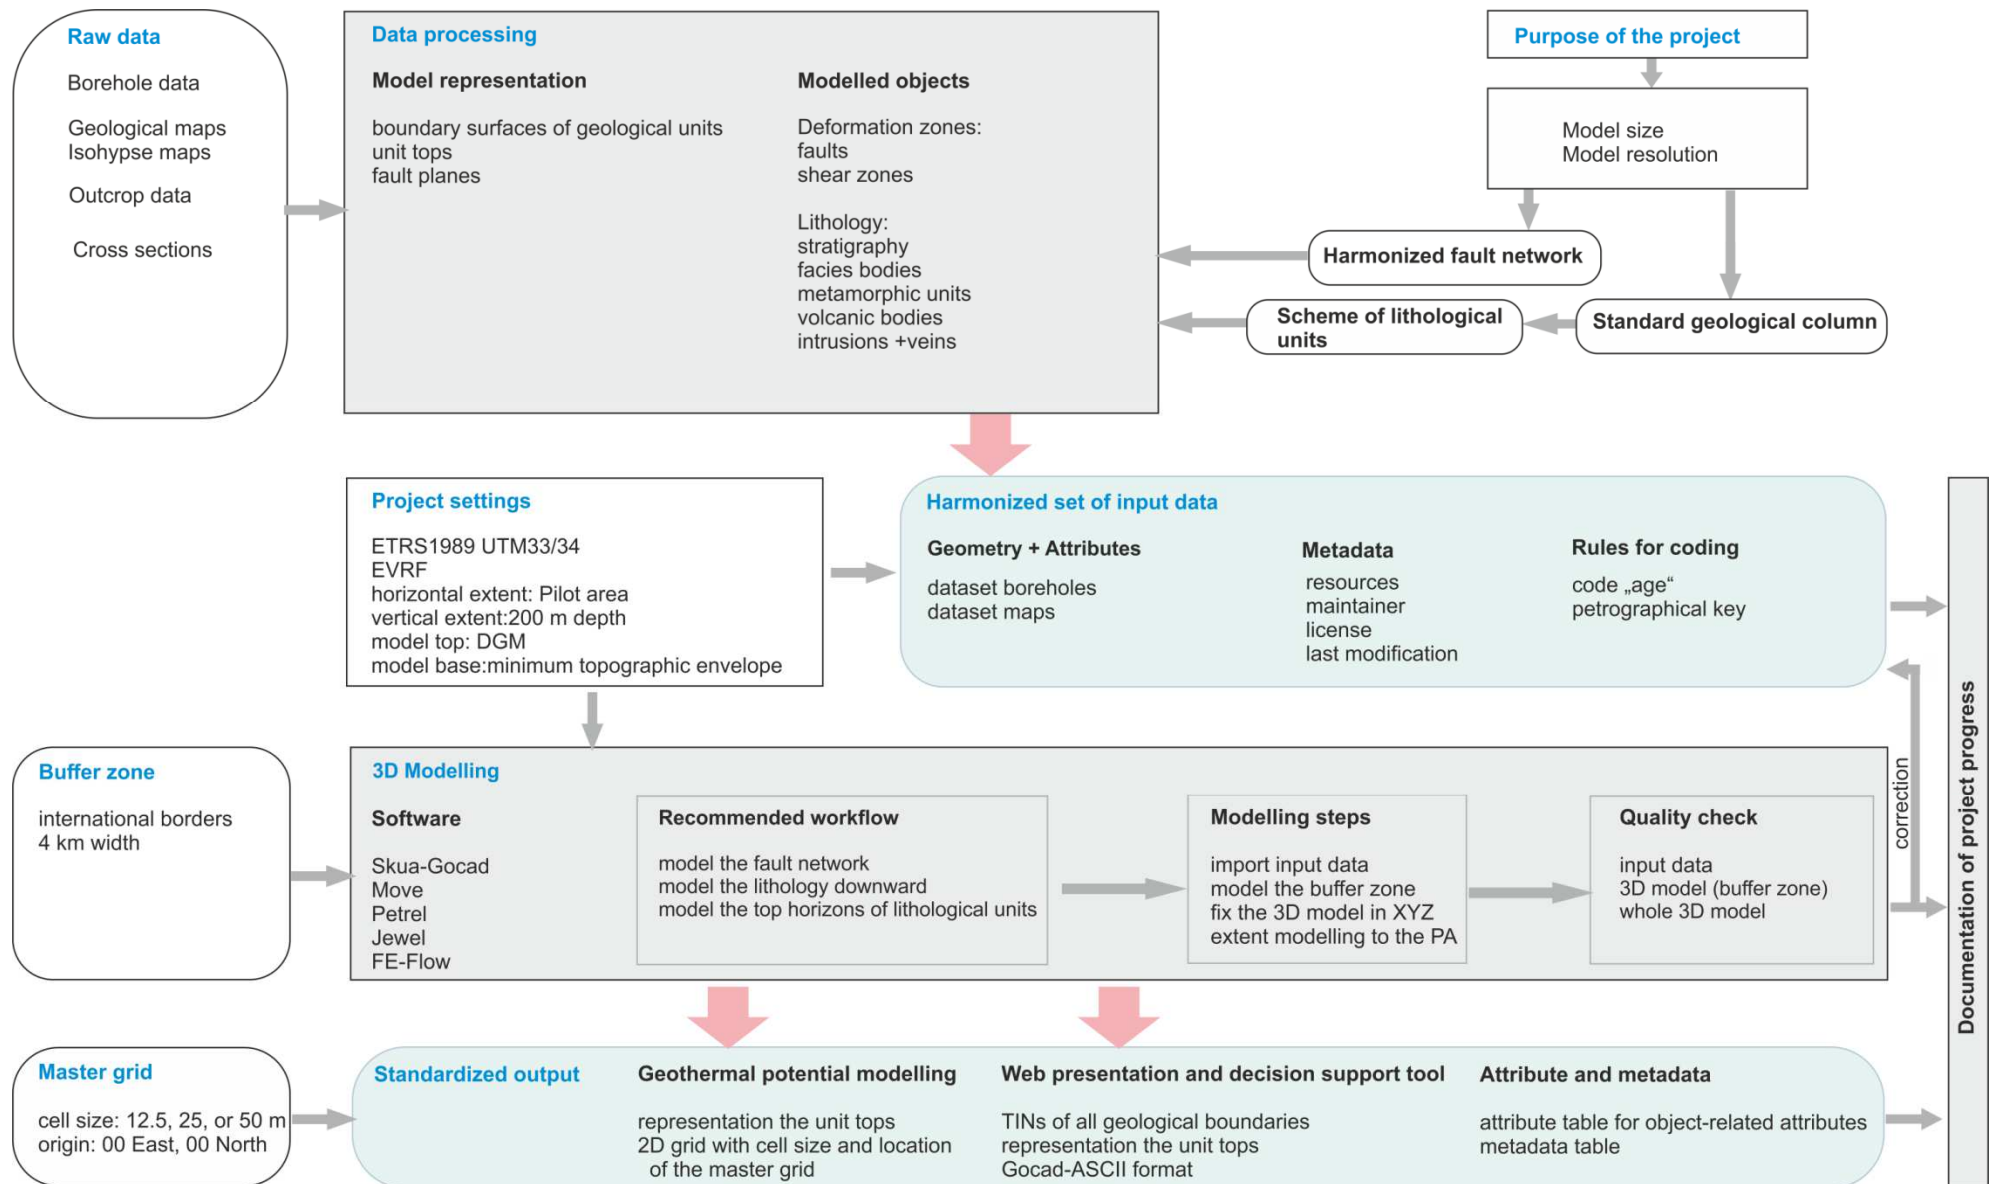 Raw data
Borehole data
Geological maps
Isohypse maps
Outcrop data
Cross sections
Data processing
Model representation
boundary surfaces of geological units
unit tops
fault planes
Modelled objects
Deformation zones:
faults
shear zones
Lithology:
stratigraphy
facies bodies
metamorphic units
volcanic bodies
intrusions +veins
Purpose of the project
Model size
Model resolution
Harmonized fault network
Scheme of lithological
units
Standard geological column
Project settings
ETRS1989 UTM33/34
EVRF
horizontal extent: Pilot area
vertical extent:200 m depth
model top: DGM
model base:minimum topographic envelope
Harmonized set of input data
Geometry + Attributes
dataset boreholes
dataset maps
Metadata
resources
maintainer
license
last modification
Rules for coding
code „age“
petrographical key
Documentation of project progress
correction
Buffer zone
international borders
4 km width
3D Modelling
Software
Skua-Gocad
Move
Petrel
Jewel
FE-Flow
Recommended workflow
model the fault network
model the lithology downward
model the top horizons of lithological units
Modelling steps
import input data
model the buffer zone
fix the 3D model in XYZ
extent modelling to the PA
Quality check
input data
3D model (buffer zone)
whole 3D model
Master grid
cell size: 12.5, 25, or 50 m
origin: 00 East, 00 North
Standardized output
Geothermal potential modelling
representation the unit tops
2D grid with cell size and location
of the master grid
Web presentation and decision support tool
TINs of all geological boundaries
representation the unit tops
Gocad-ASCII format
Attribute and metadata
attribute table for object-related attributes
metadata table